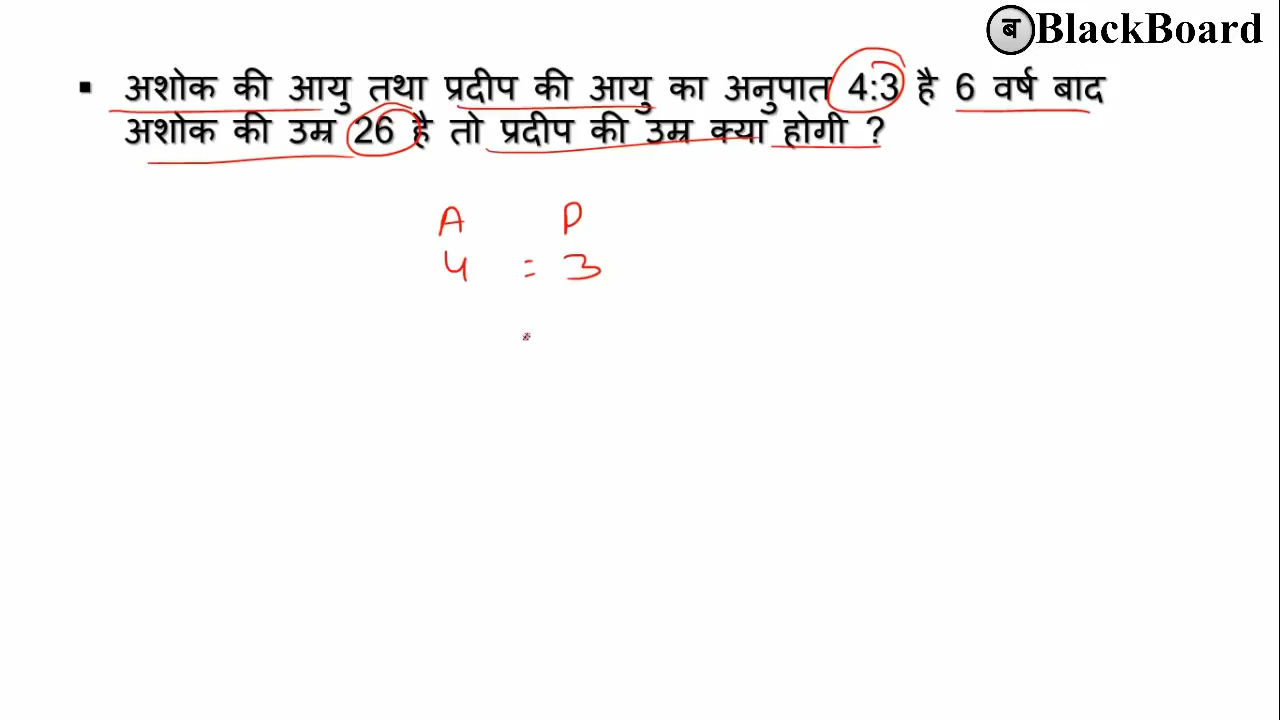 ब BlackBoard
▪ अशोक की आयु तथा प्रदीप की आयु का अनुपात 4:3 है 6 वर्ष बाद
अशोक की उम्र 26 है तो प्रदीप की उम्र क्या होगी ?
A P
4 : 3